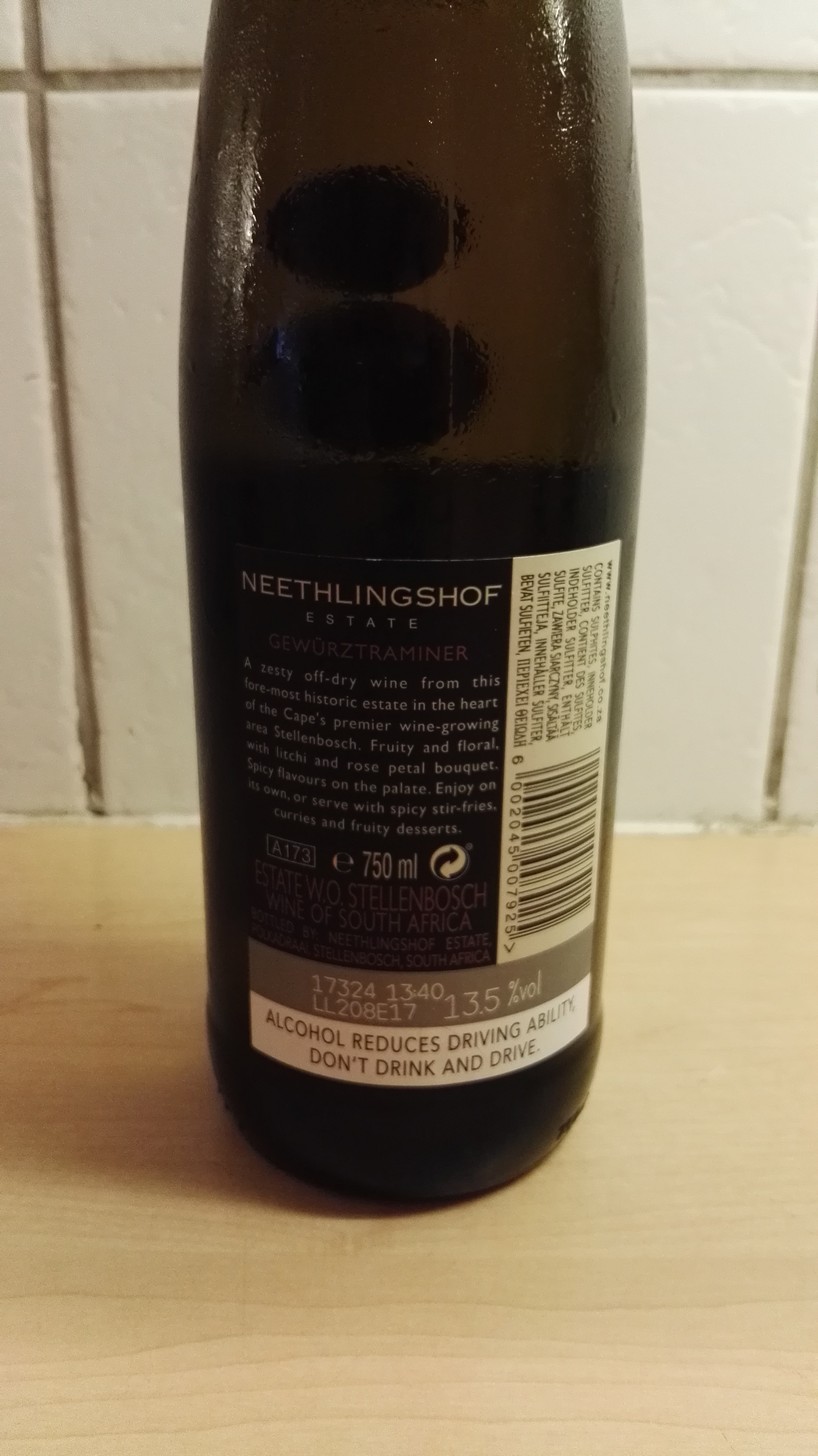 NEETHLINGSHOF
ESTATE
GEWÜRZTRAMINER
A zesty off-dry wine from this
fore-most historic estate in the heart
of the Cape's premier wine-growing
area Stellenbosch. Fruity and floral,
with litchi and rose petal bouquet.
Spicy flavours on the palate. Enjoy on
its own, or serve with spicy stir-fries,
curries and fruity desserts.
A173 e 750 ml
ESTATE W.O. STELLENBOSCH
WINE OF SOUTH AFRICA
BOTTLED BY: NEETHLINGSHOF ESTATE,
POLKADRAAI, STELLENBOSCH, SOUTH AFRICA
17324 13:40
LL208E17
13.5 %vol
ALCOHOL REDUCES DRIVING ABILITY,
DON'T DRINK AND DRIVE.
www.neethlingshof.co.za
CONTAINS SULPHITES, INNEHOLDER
SULFITTER, CONTIENT DES SULFITES,
INDEHOLDER SULFITTER, ENTHÄLT
SULFITE, ZAWIERA SIARCZYNY, SISÄLTÄÄ
SULFIITTEJA, INNEHÅLLER SULFITER,
BEVAT SULFIETEN, ΠΕΡΙΕΧΕΙ ΘΕΙΩΔΗ
6 002045 007925 >